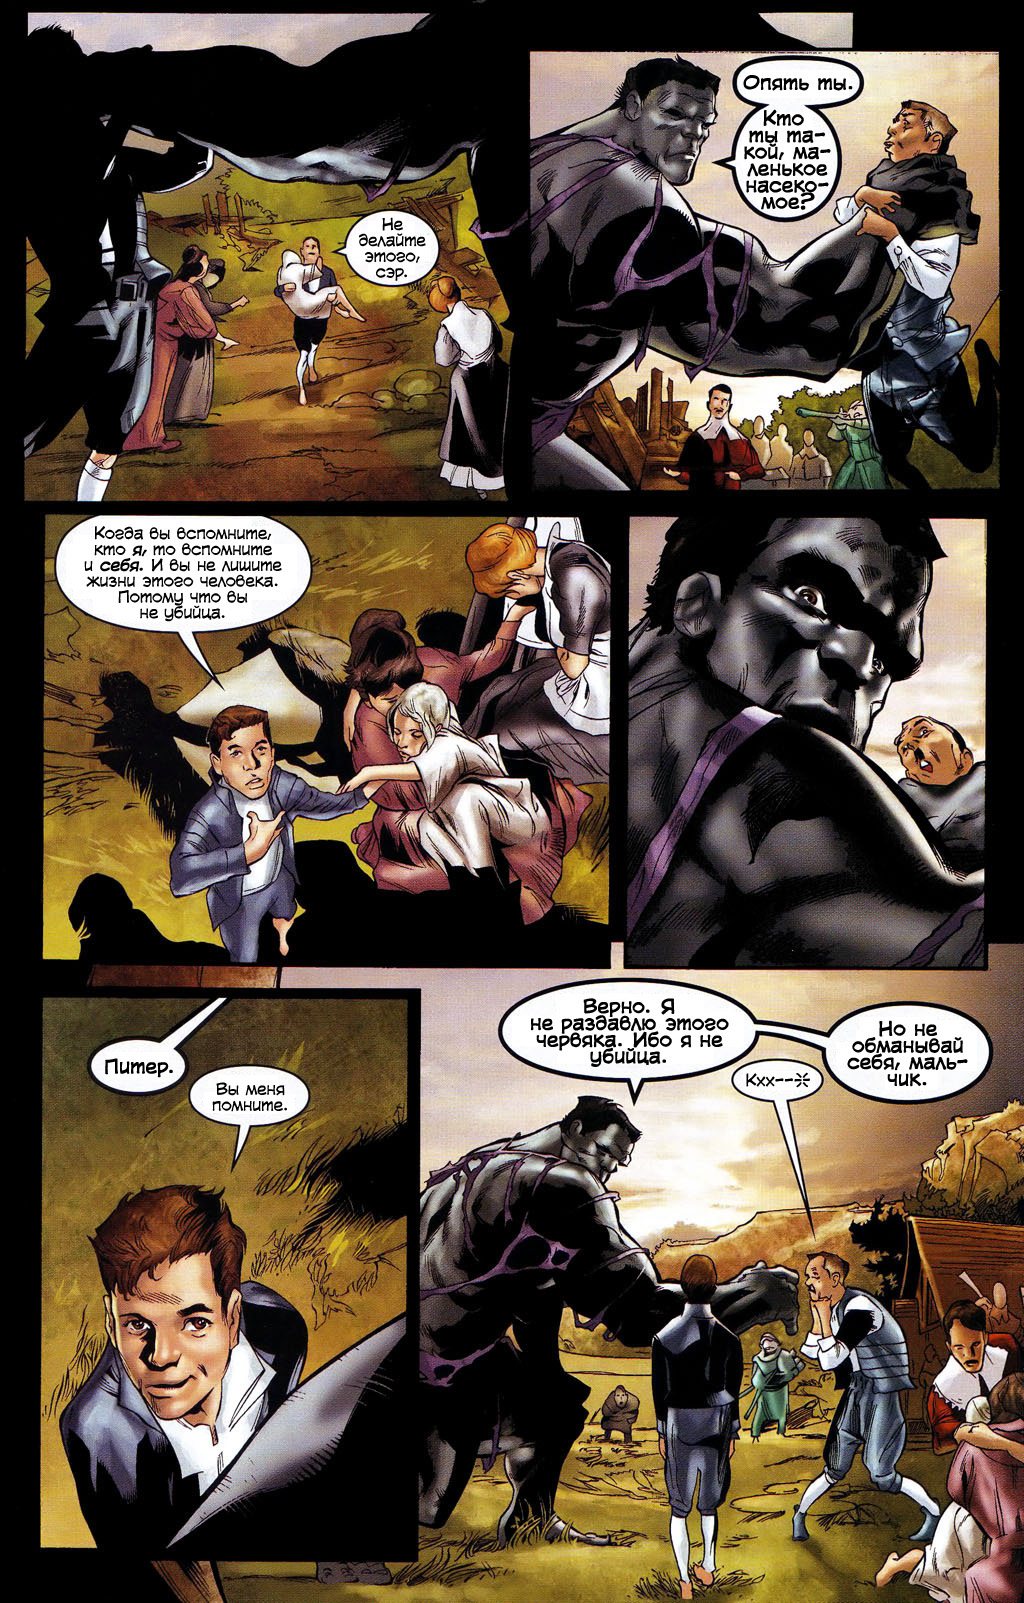 Не
делайте
этого,
сэр.
Опять ты.
Кто
ты та-
кой, ма-
ленькое
насеко-
мое?
Когда вы вспомните,
кто я, то вспомните
и себя. И вы не лишите
жизни этого человека.
Потому что вы
не убийца.
Питер.
Вы меня
помните.
Верно. Я
не раздавлю этого
червяка. Ибо я не
убийца.
Кхх--
Но не
обманывай
себя, маль-
чик.